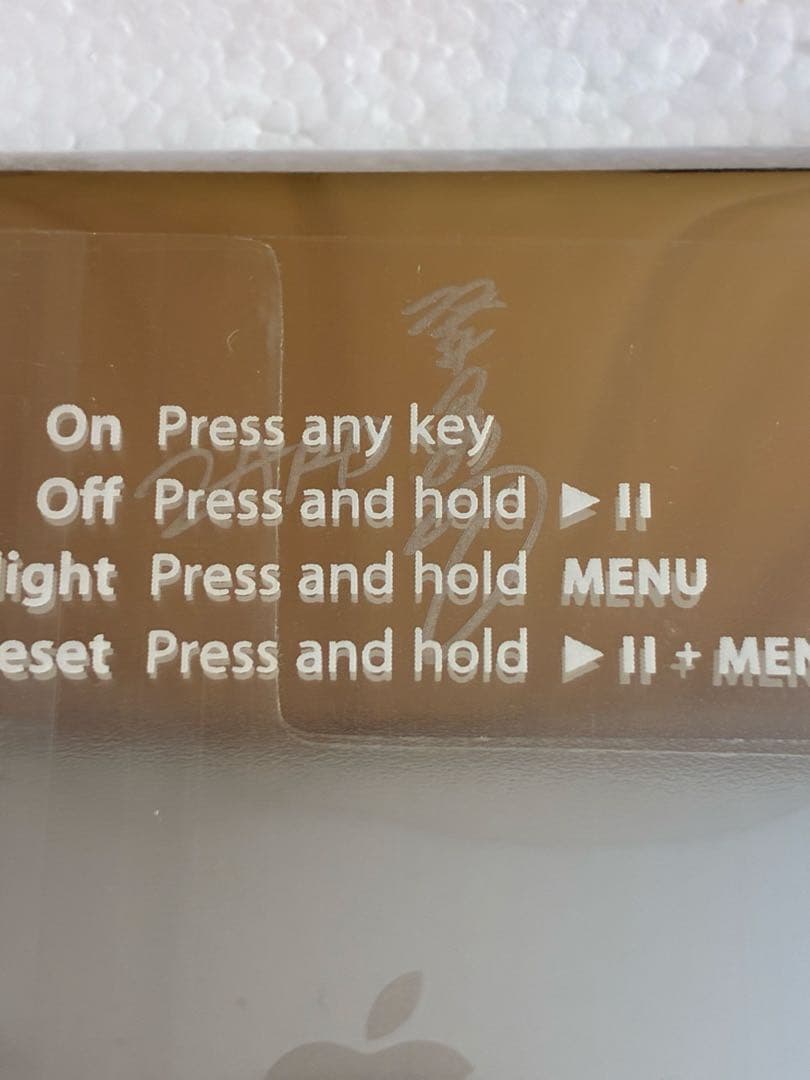 On Press any key
Off Press and hold ▶ II
light Press and hold MENU
eset Press and hold ▶ II + MEN